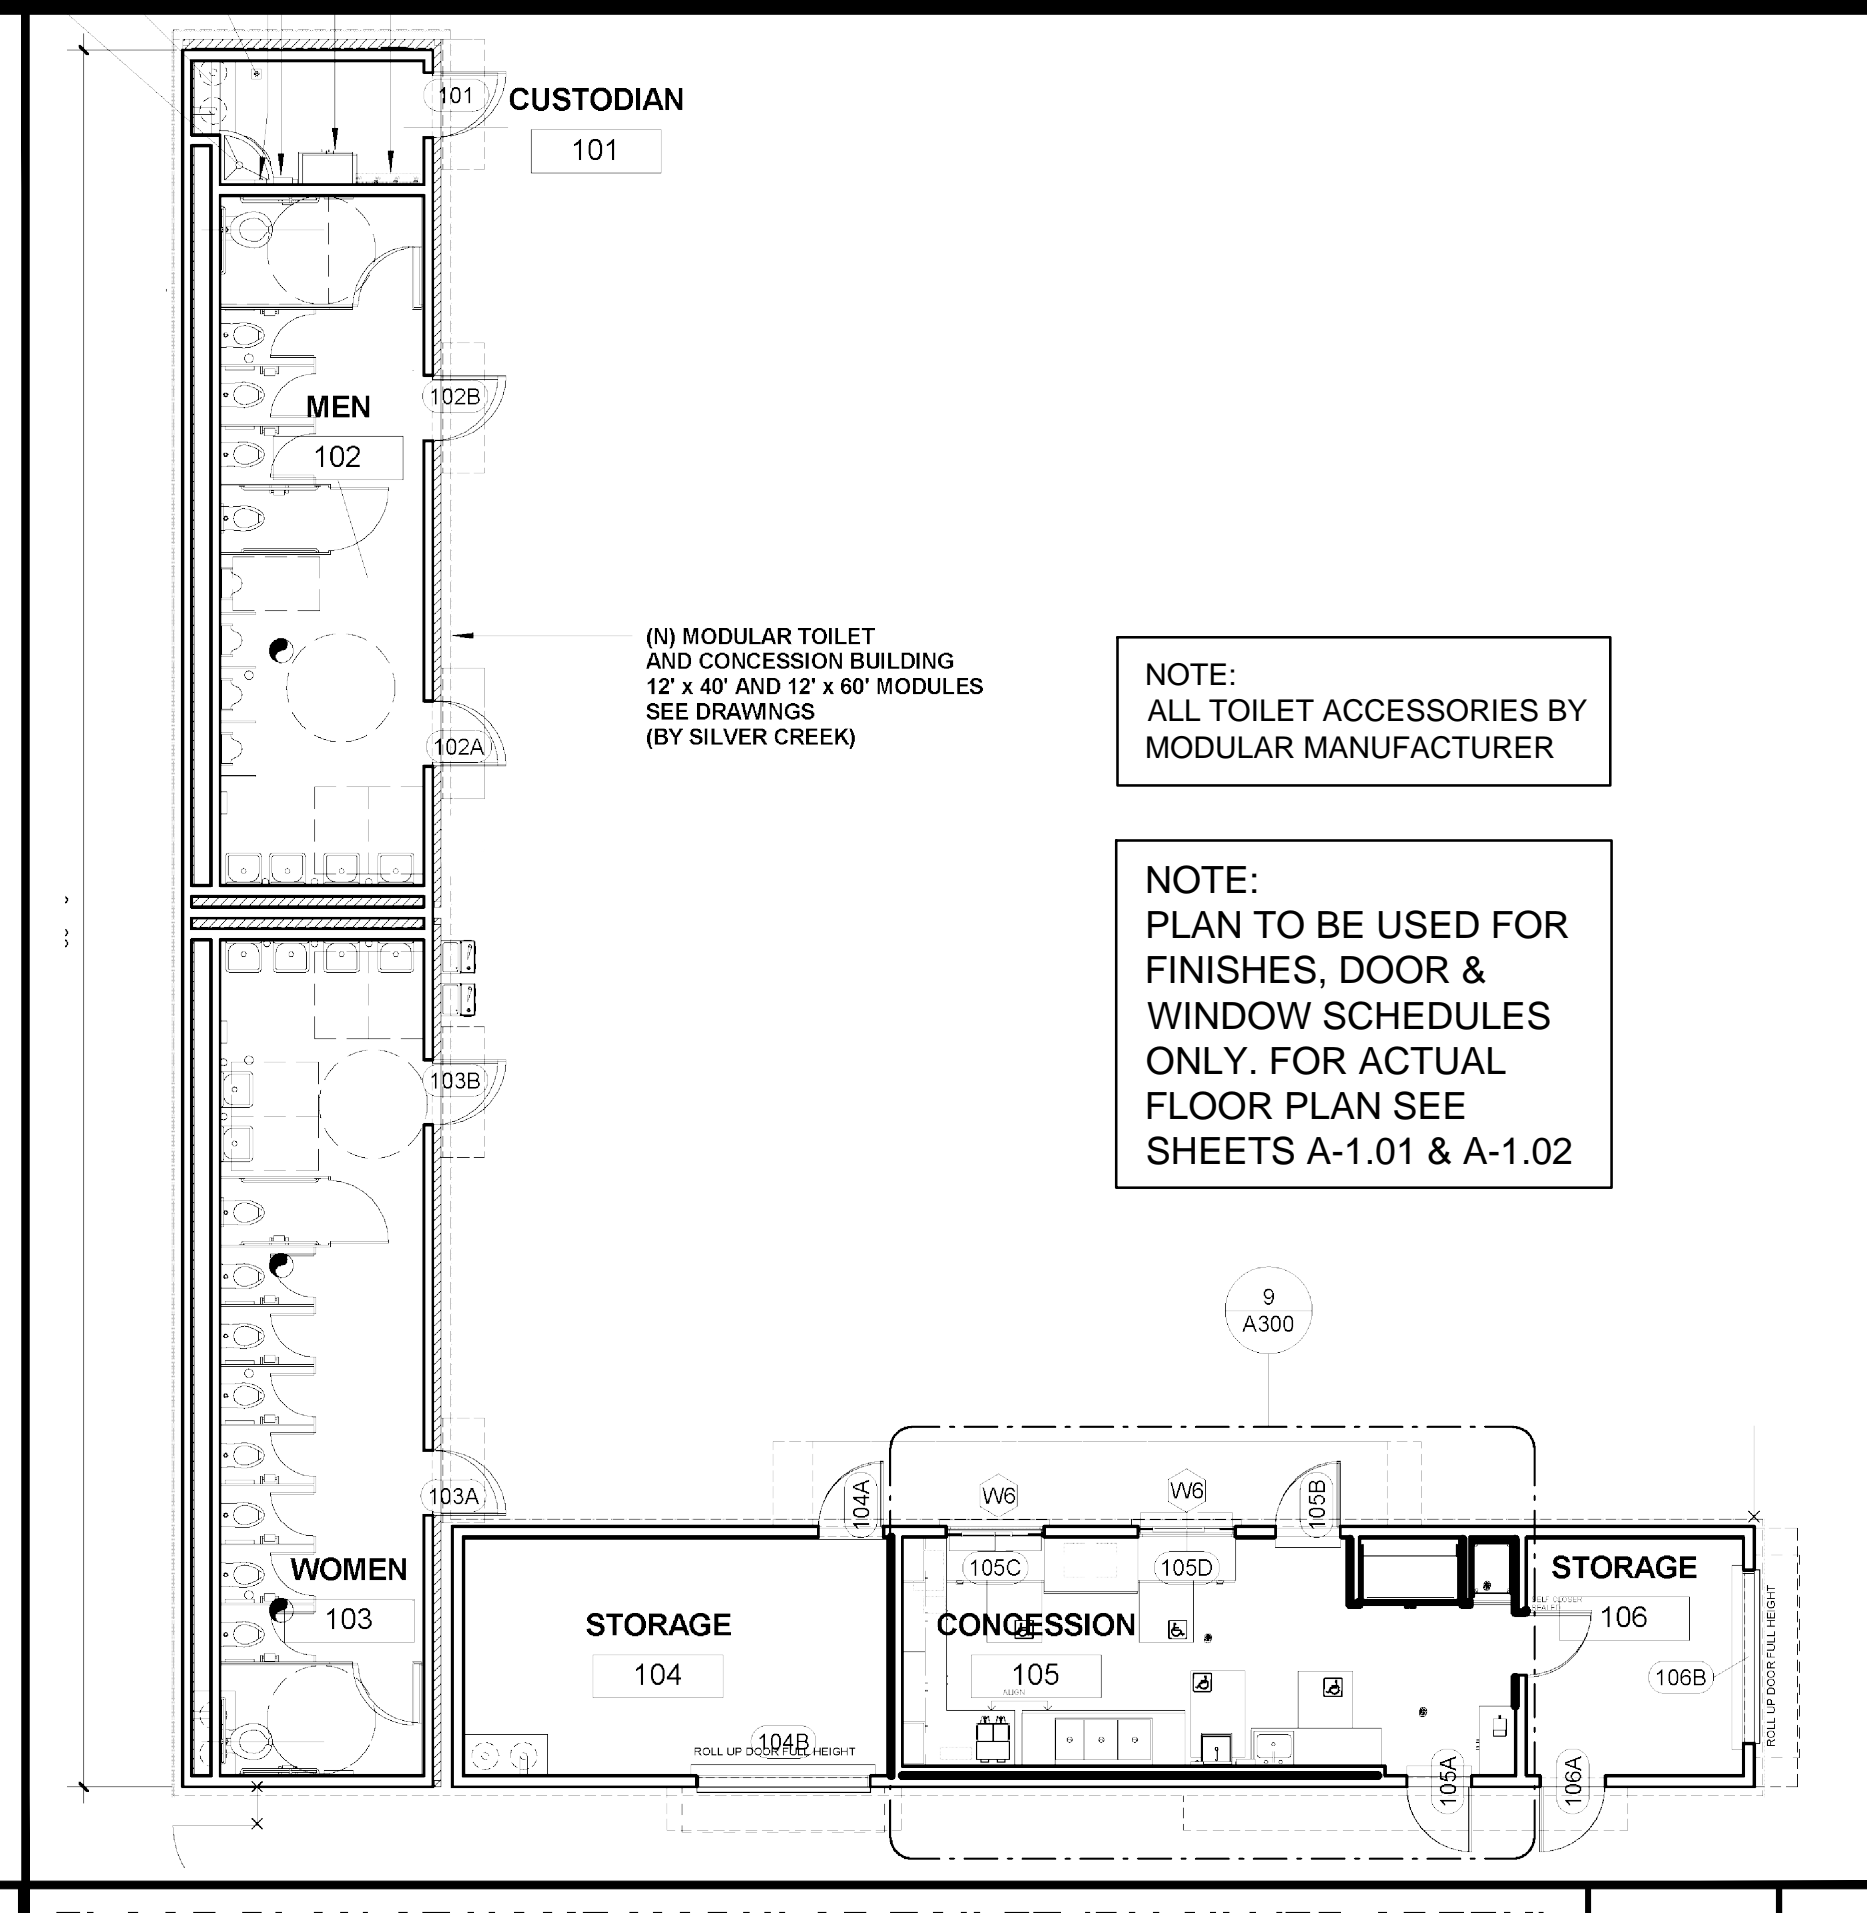 101
CUSTODIAN
101
102B
MEN
102
(N) MODULAR TOILET
AND CONCESSION BUILDING
12' x 40' AND 12' x 60' MODULES
SEE DRAWINGS
(BY SILVER CREEK)
NOTE:
ALL TOILET ACCESSORIES BY
MODULAR MANUFACTURER
102A
NOTE:
PLAN TO BE USED FOR
FINISHES, DOOR &
WINDOW SCHEDULES
ONLY. FOR ACTUAL
FLOOR PLAN SEE
SHEETS A-1.01 & A-1.02
103B
9
A300
103A
104A
W6
W6
105B
WOMEN
103
105C
105D
STORAGE
106
SELF CLOSER
STORAGE
104
CONCESSION
105
ALIGN
106B
ROLL UP DOOR FULL HEIGHT
104B
ROLL UP DOOR FULL HEIGHT
105A
106A